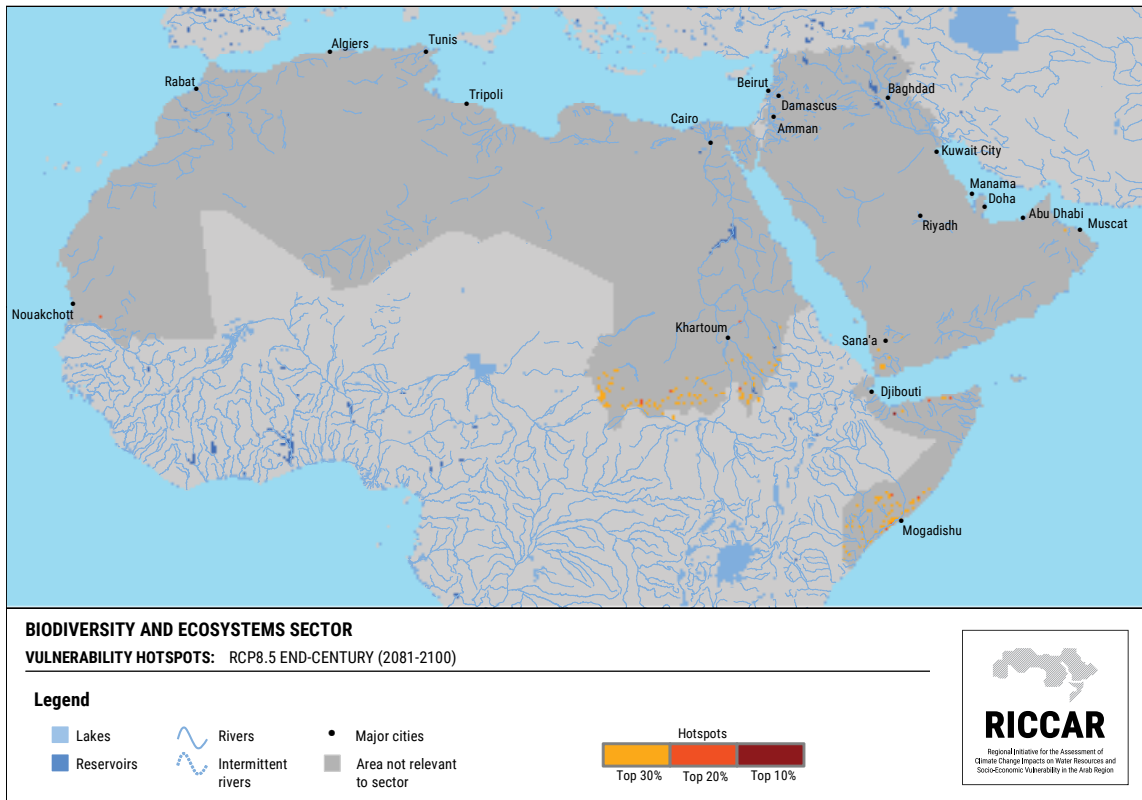 Algiers
Tunis
Rabat
Tripoli
Beirut
Baghdad
Damascus
Cairo
Amman
Kuwait City
Manama
Doha
Abu Dhabi
Riyadh
Muscat
Nouakchott
Khartoum
Sana'a
Djibouti
Mogadishu
BIODIVERSITY AND ECOSYSTEMS SECTOR
VULNERABILITY HOTSPOTS: RCP8.5 END-CENTURY (2081-2100)
Legend
Lakes
Reservoirs
Rivers
Intermittent
rivers
Major cities
Area not relevant
to sector
Hotspots
Top 30%
Top 20%
Top 10%
RICCAR
Regional Initiative for the Assessment of
Climate Change Impacts on Water Resources and
Socio-Economic Vulnerability in the Arab Region